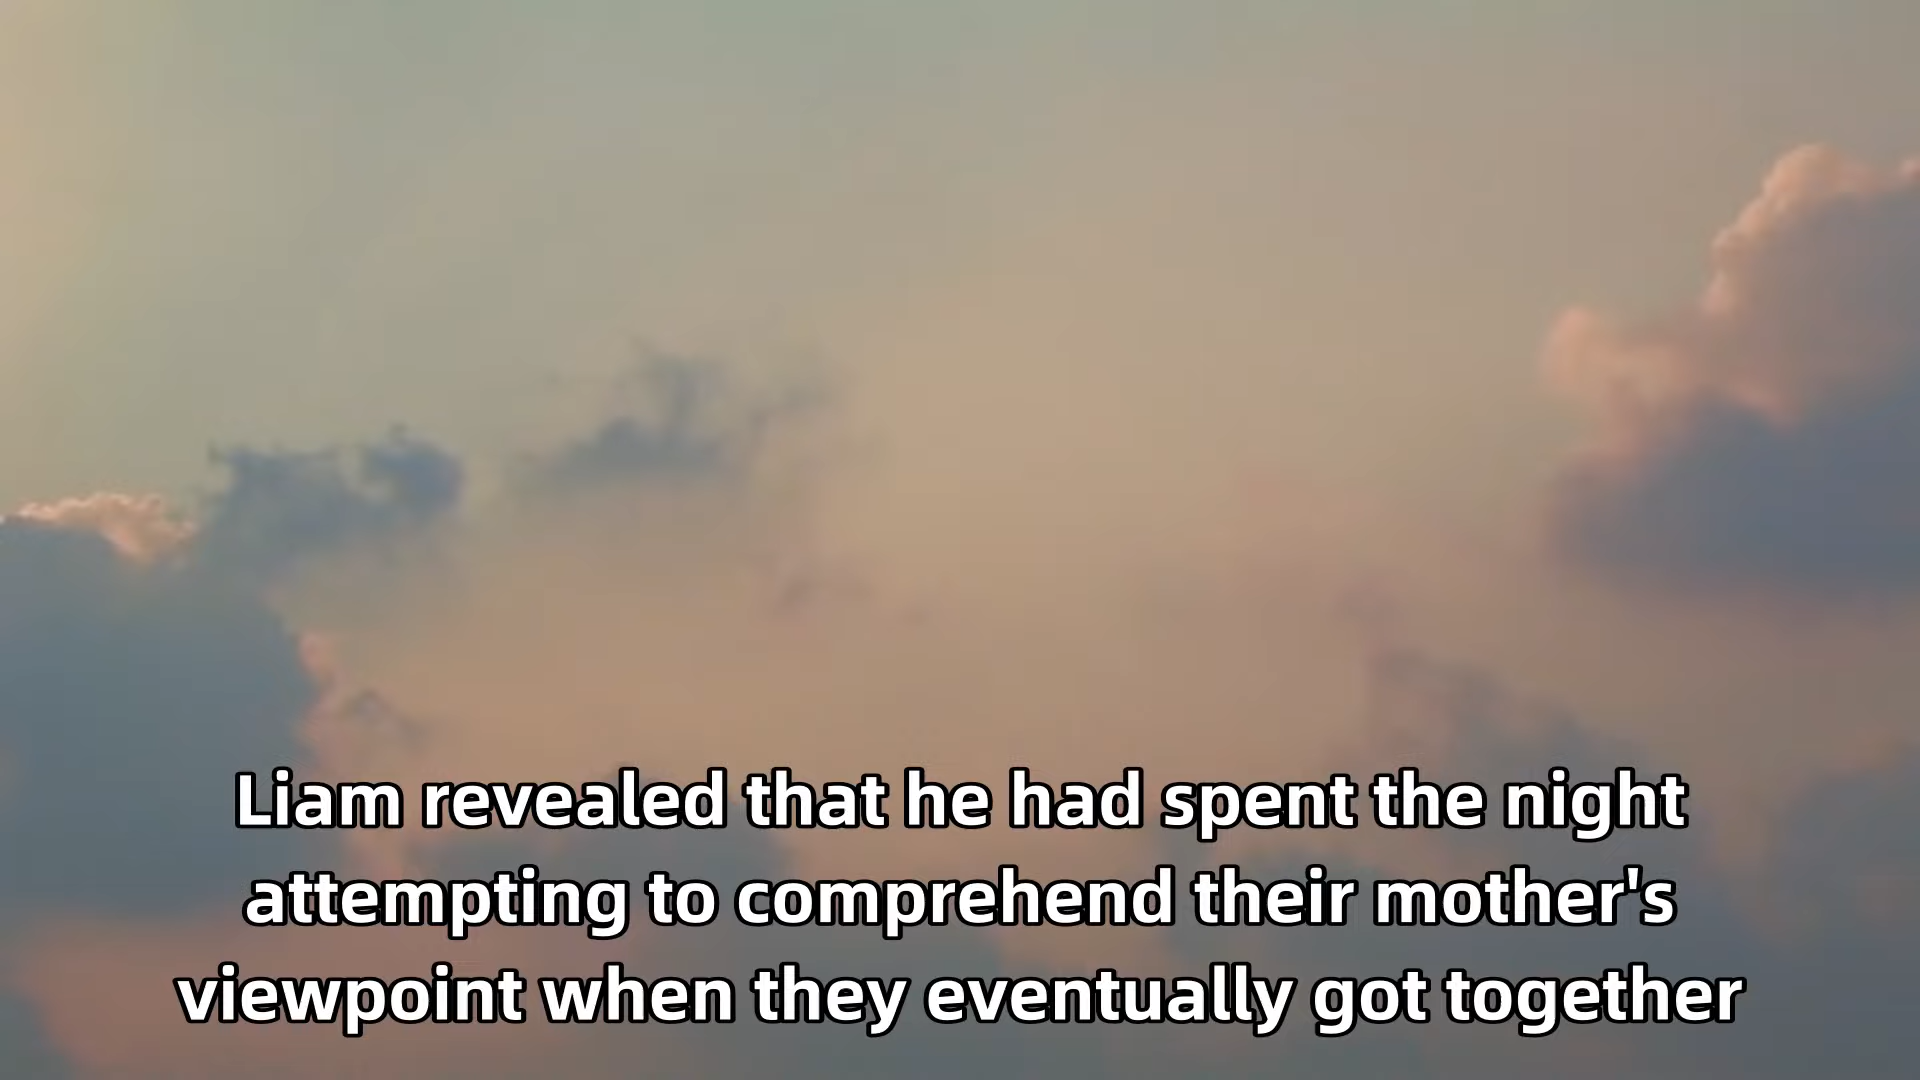 Liam revealed that he had spent the night
attempting to comprehend their mother's
viewpoint when they eventually got together